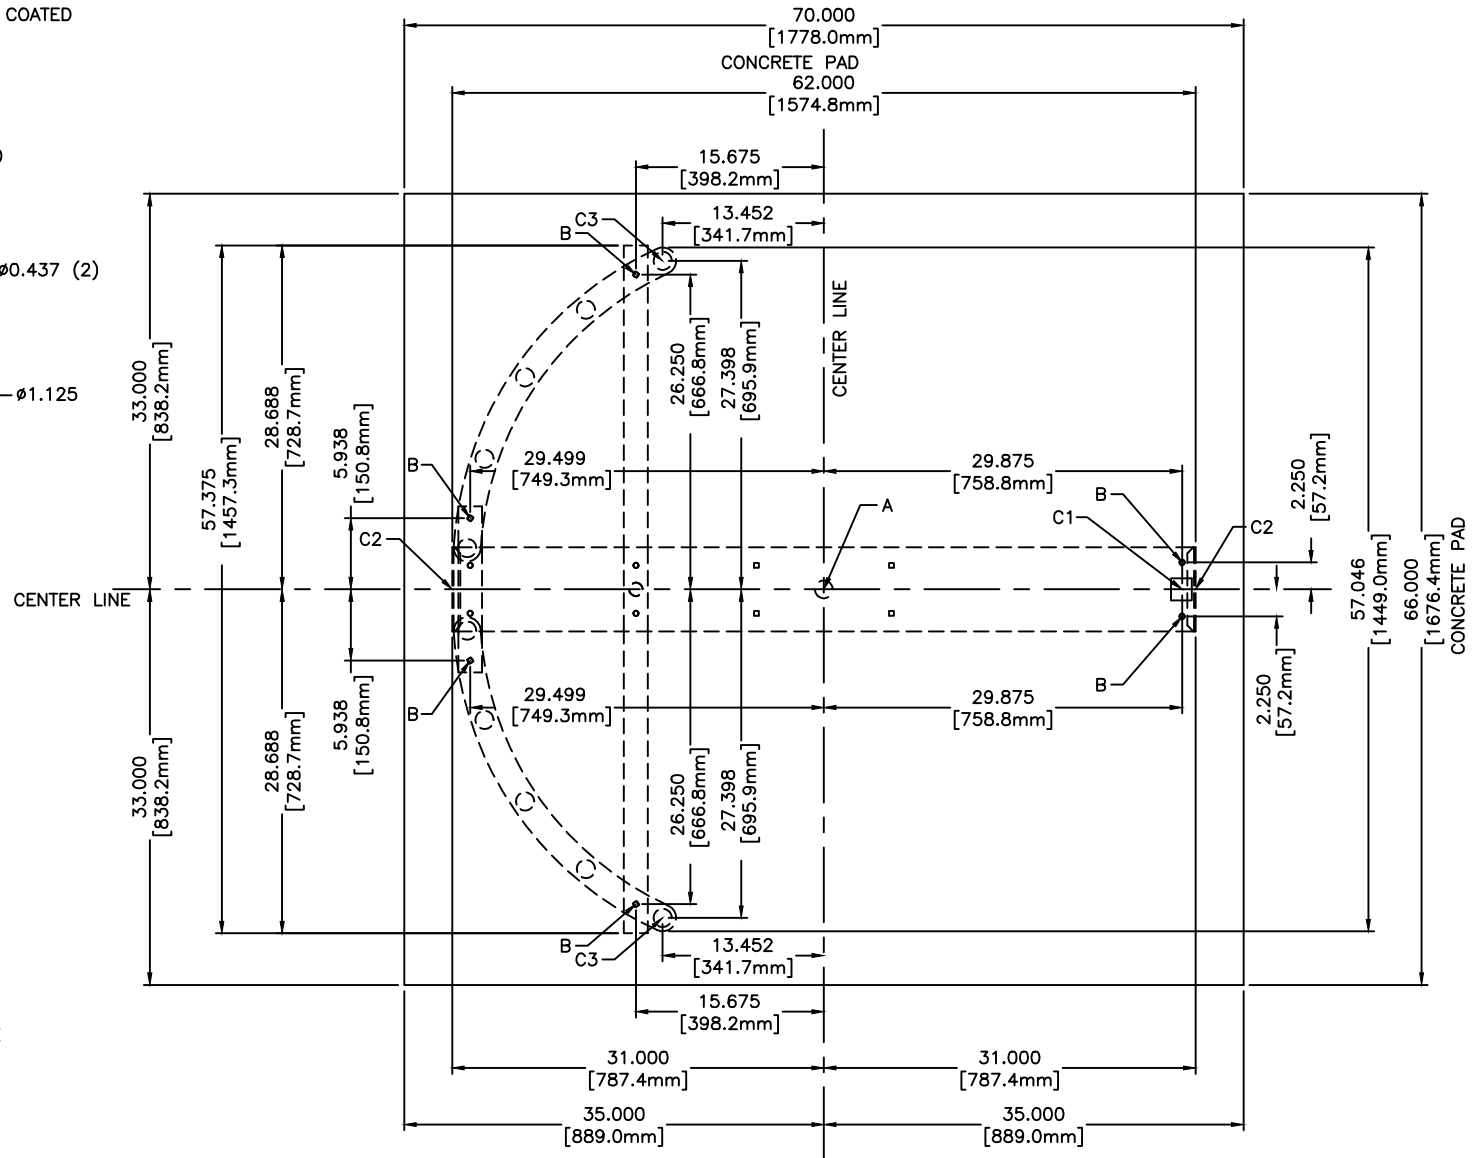 COATED
70.000
[1778.0mm]
CONCRETE PAD
62.000
[1574.8mm]
)
15.675
[398.2mm]
C3
13.452
[341.7mm]
B
ø0.437 (2)
CENTER LINE
33.000
[838.2mm]
28.688
[728.7mm]
26.250
[666.8mm]
27.398
[695.9mm]
ø1.125
57.375
[1457.3mm]
5.938
[150.8mm]
B
29.499
[749.3mm]
29.875
[758.8mm]
2.250
[57.2mm]
B
A
C1
C2
C2
CENTER LINE
57.046
[1449.0mm]
66.000
[1676.4mm]
CONCRETE PAD
5.938
[150.8mm]
B
29.499
[749.3mm]
29.875
[758.8mm]
B
2.250
[57.2mm]
33.000
[838.2mm]
28.688
[728.7mm]
26.250
[666.8mm]
27.398
[695.9mm]
B
C3
13.452
[341.7mm]
15.675
[398.2mm]
31.000
[787.4mm]
31.000
[787.4mm]
35.000
[889.0mm]
35.000
[889.0mm]